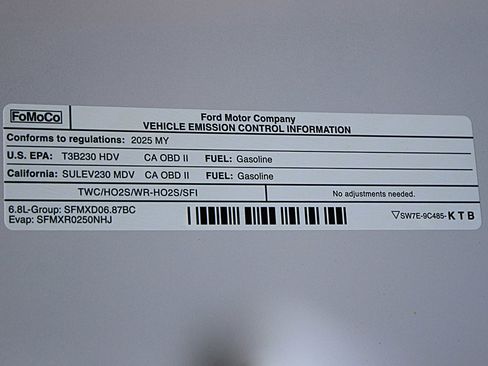 FoMoCo
Ford Motor Company
VEHICLE EMISSION CONTROL INFORMATION
Conforms to regulations: 2025 MY
U.S. EPA: T3B230 HDV CA OBD II FUEL: Gasoline
California: SULEV230 MDV CA OBD II FUEL: Gasoline
TWC/HO2S/WR-HO2S/SFI No adjustments needed.
6.8L-Group: SFMXD06.87BC
Evap: SFMXR0250NHJ
▽SW7E-9C485-KTB